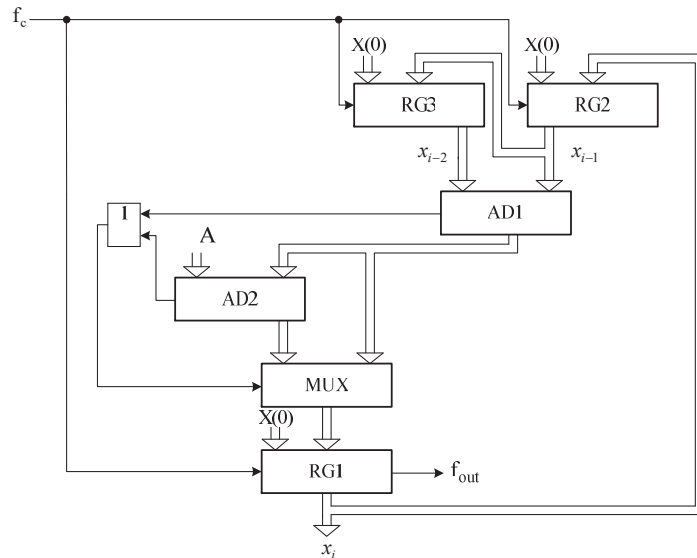 f_c
X(0) X(0)
RG3 RG2
x_{i−2} x_{i−1}
1 AD1
A
AD2
MUX
X(0)
RG1 f_out
x_i